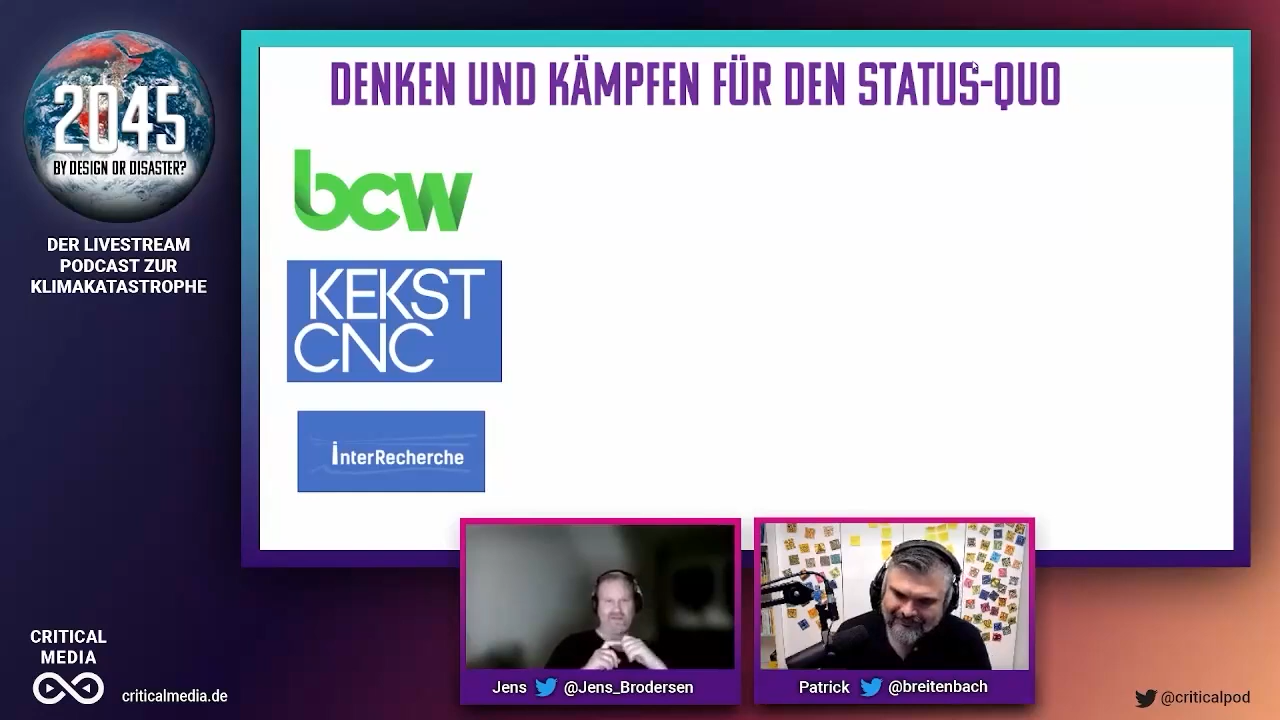 2045
BY DESIGN OR DISASTER?
DER LIVESTREAM
PODCAST ZUR
KLIMAKATASTROPHE
DENKEN UND KÄMPFEN FÜR DEN STATUS-QUO
bcw
KEKST
CNC
interRecherche
Jens @Jens_Brodersen
Patrick @breitenbach
CRITICAL
MEDIA
criticalmedia.de
@criticalpod